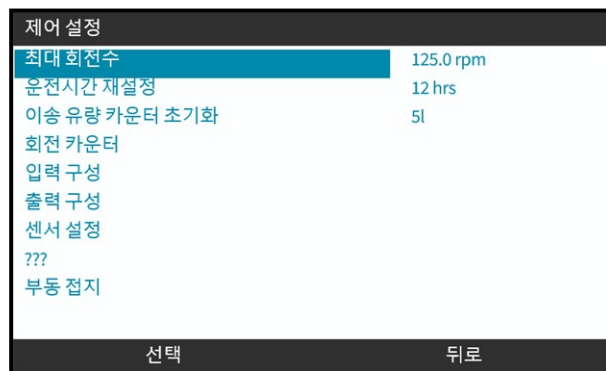 제어 설정
최대 회전수 125.0 rpm
운전시간 재설정 12 hrs
이송 유량 카운터 초기화 5l
회전 카운터
입력 구성
출력 구성
센서 설정
???
부동 접지
선택 뒤로